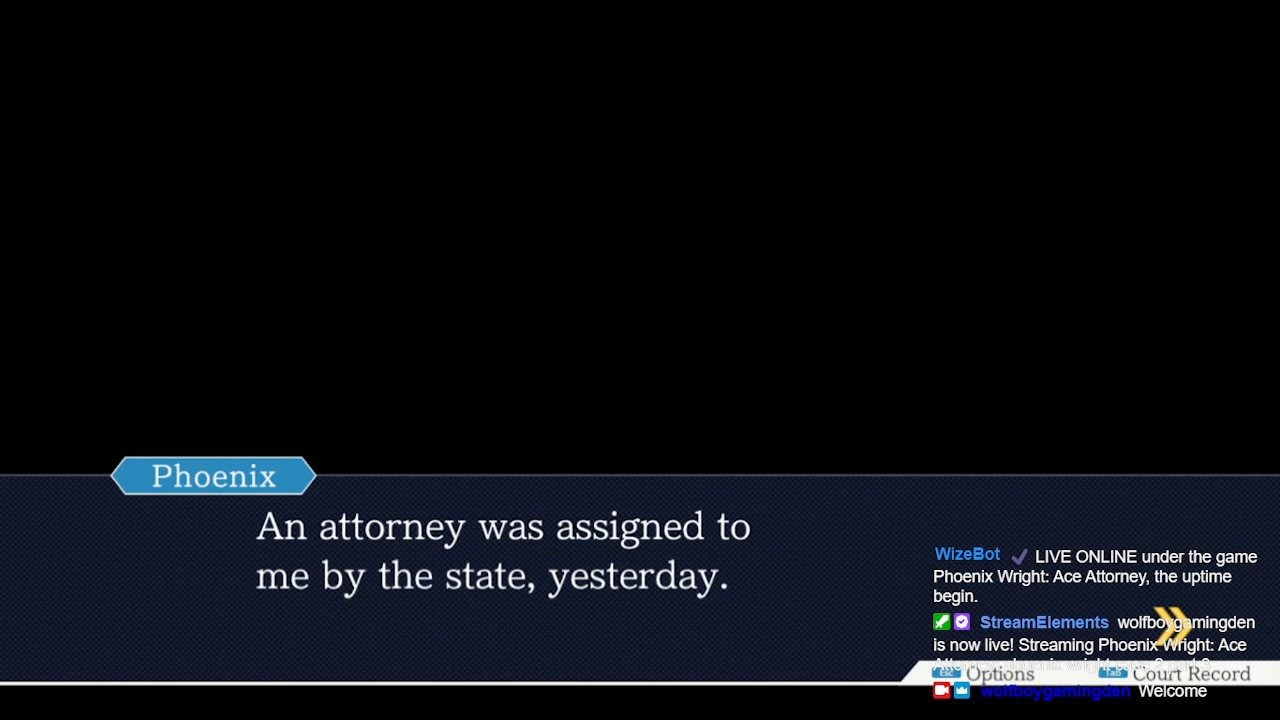 Phoenix
An attorney was assigned to
me by the state, yesterday.
WizeBot LIVE ONLINE under the game
Phoenix Wright: Ace Attorney, the uptime
begin.
StreamElements wolfboygamingden
is now live! Streaming Phoenix Wright: Ace
Esc Options Tab Court Record
wolfboygamingden Welcome